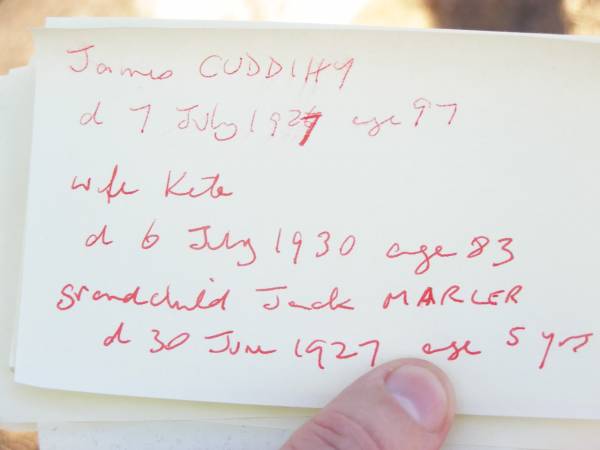 James CUDDIHY
d 7 July 1927 age 97
wife Kate
d 6 July 1930 age 83
grandchild Jack MARLER
d 30 June 1927 age 5 yrs